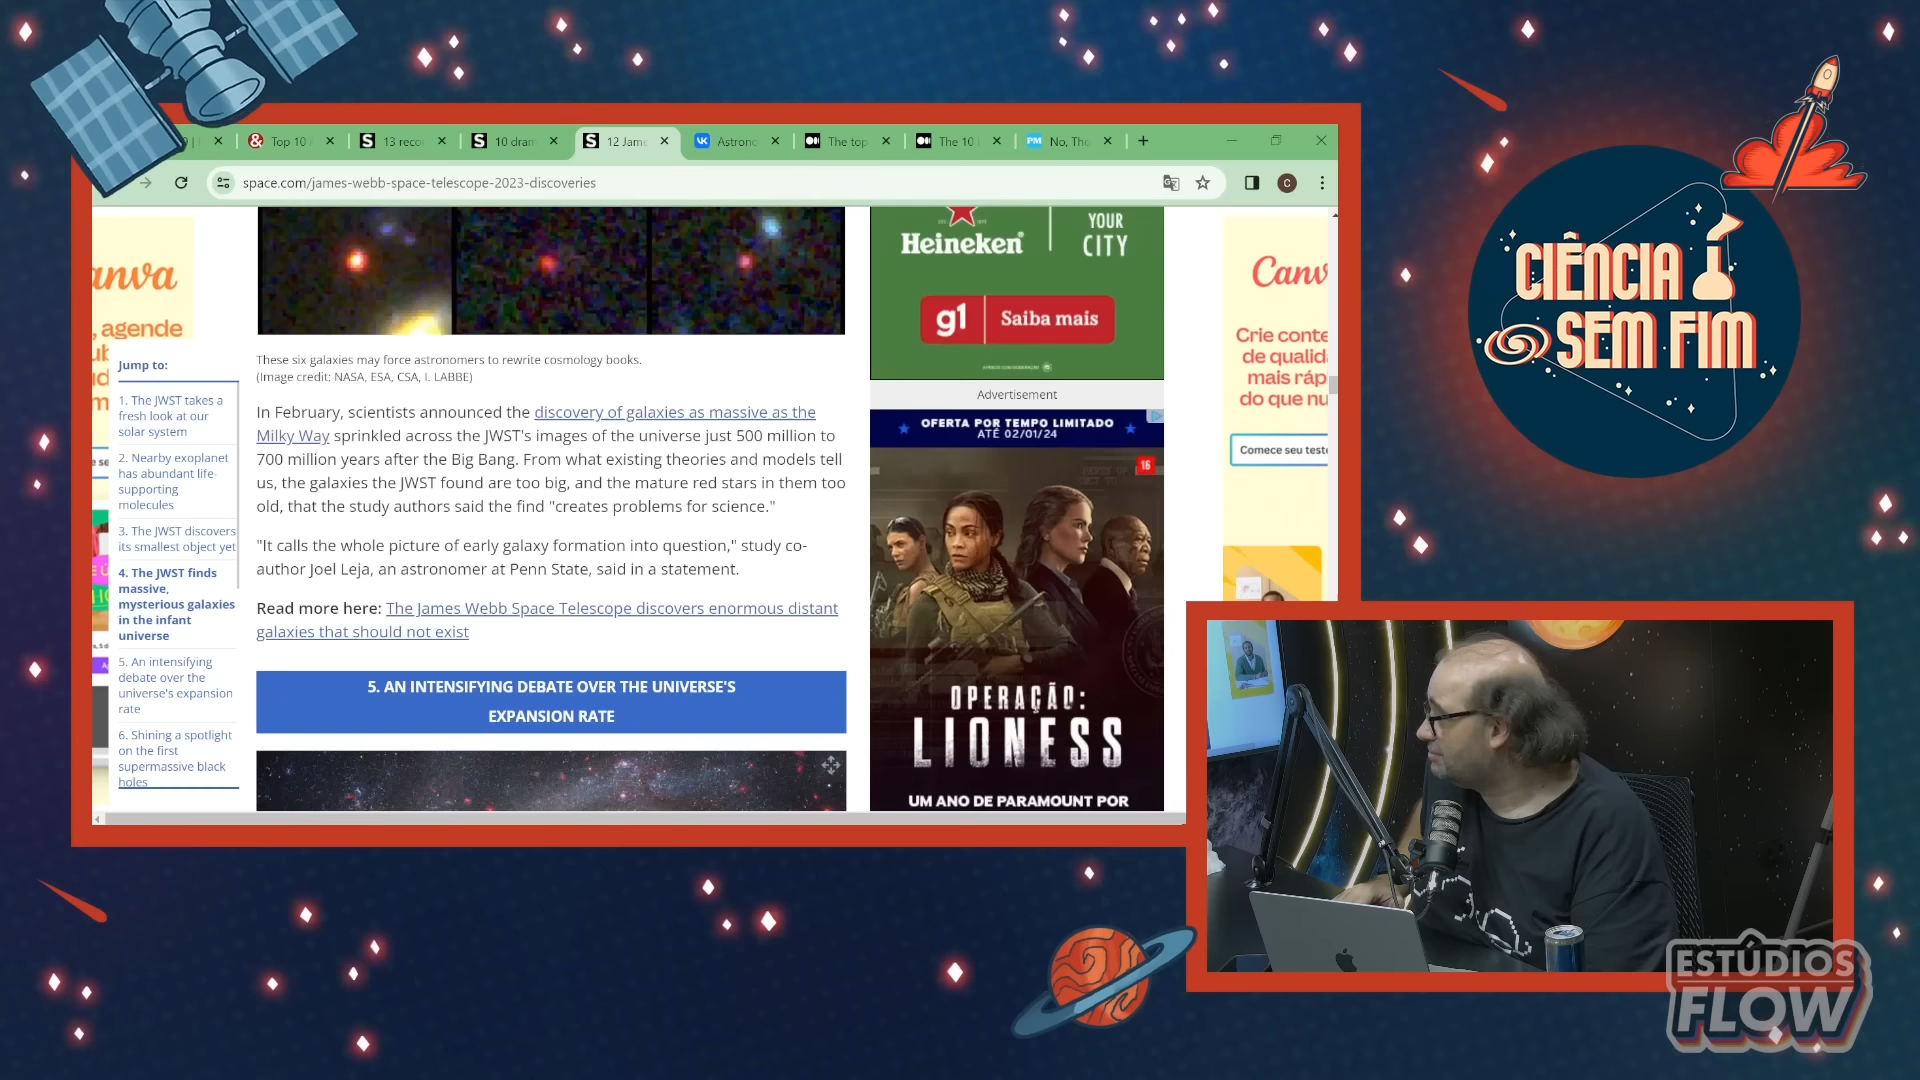 Top 10
13 reco
10 dram
12 Jame
Astrono
The top
The 10
No, The
space.com/james-webb-space-telescope-2023-discoveries
anva
, agende
Jump to:
1. The JWST takes a
fresh look at our
solar system
2. Nearby exoplanet
has abundant life-
supporting
molecules
3. The JWST discovers
its smallest object yet
4. The JWST finds
massive,
mysterious galaxies
in the infant
universe
5. An intensifying
debate over the
universe's expansion
rate
6. Shining a spotlight
on the first
supermassive black
holes
These six galaxies may force astronomers to rewrite cosmology books.
(Image credit: NASA, ESA, CSA, I. LABBE)
In February, scientists announced the discovery of galaxies as massive as the
Milky Way sprinkled across the JWST's images of the universe just 500 million to
700 million years after the Big Bang. From what existing theories and models tell
us, the galaxies the JWST found are too big, and the mature red stars in them too
old, that the study authors said the find "creates problems for science."
"It calls the whole picture of early galaxy formation into question," study co-
author Joel Leja, an astronomer at Penn State, said in a statement.
Read more here: The James Webb Space Telescope discovers enormous distant
galaxies that should not exist
5. AN INTENSIFYING DEBATE OVER THE UNIVERSE'S
EXPANSION RATE
Heineken
YOUR
CITY
g1 Saiba mais
Advertisement
OFERTA POR TEMPO LIMITADO
ATÉ 02/01/24
16
OPERAÇÃO:
LIONESS
UM ANO DE PARAMOUNT POR
Canv
Crie conte
de qualid
mais ráp
do que nu
Comece seu teste
CIÊNCIA
SEM FIM
ESTÚDIOS
FLOW